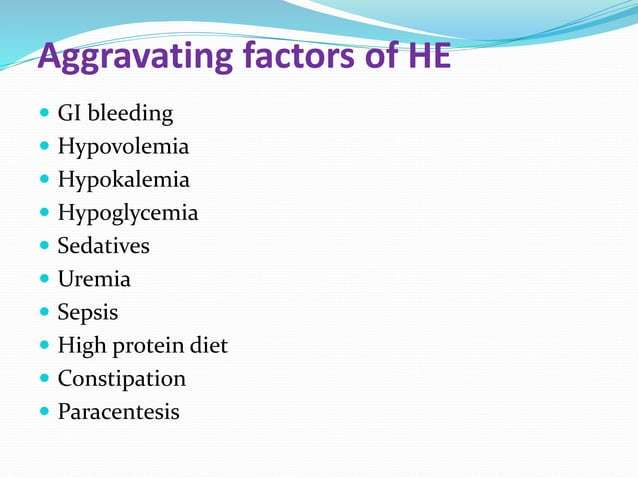 Aggravating factors of HE
• GI bleeding
• Hypovolemia
• Hypokalemia
• Hypoglycemia
• Sedatives
• Uremia
• Sepsis
• High protein diet
• Constipation
• Paracentesis